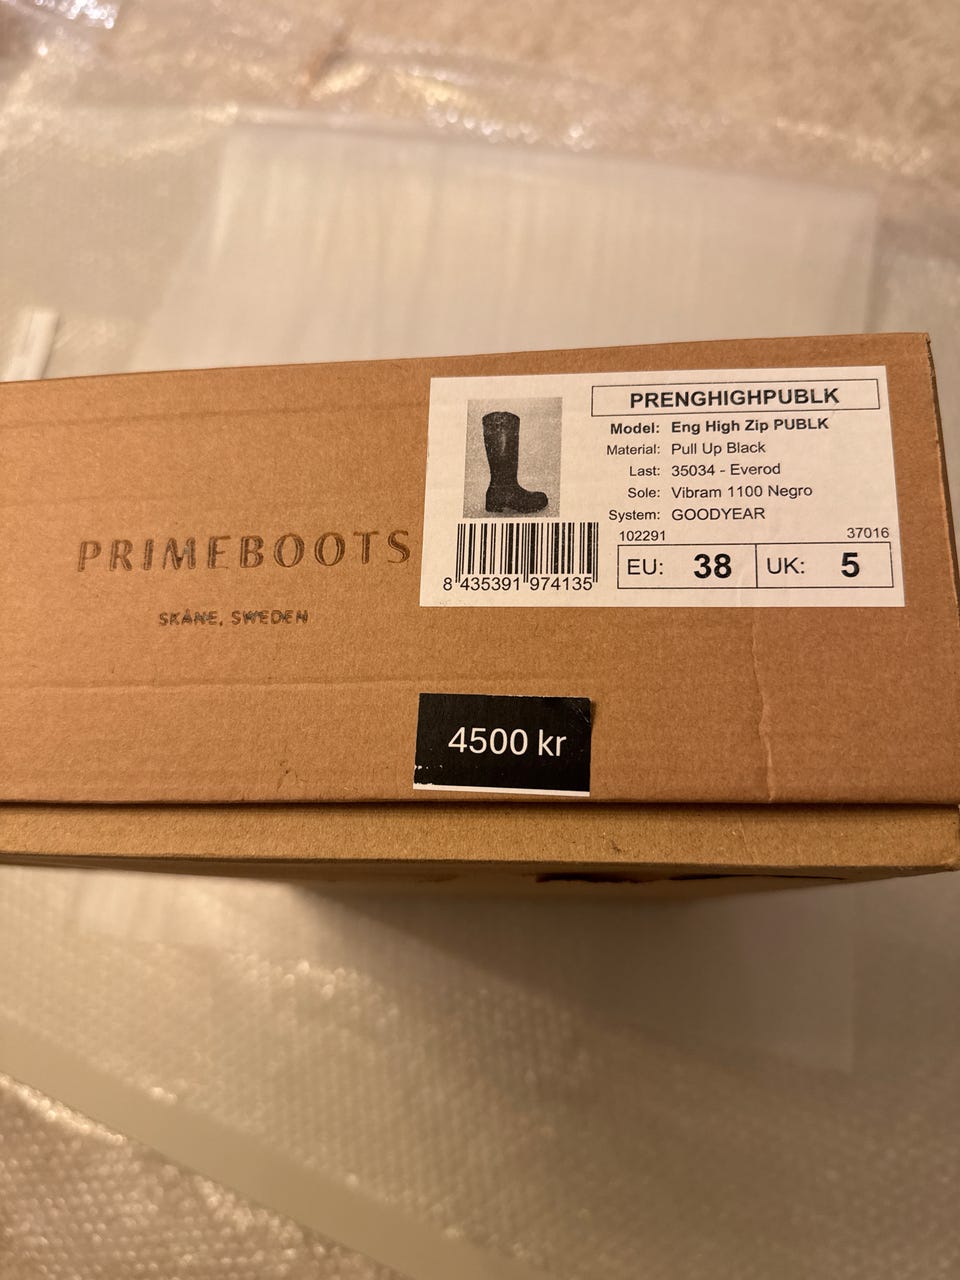 PRIMEBOOTS
SKÅNE, SWEDEN
PRENGHIGHPUBLK
Model: Eng High Zip PUBLK
Material: Pull Up Black
Last: 35034 - Everod
Sole: Vibram 1100 Negro
System: GOODYEAR
102291 37016
EU: 38 UK: 5
8 435391 974135
4500 kr